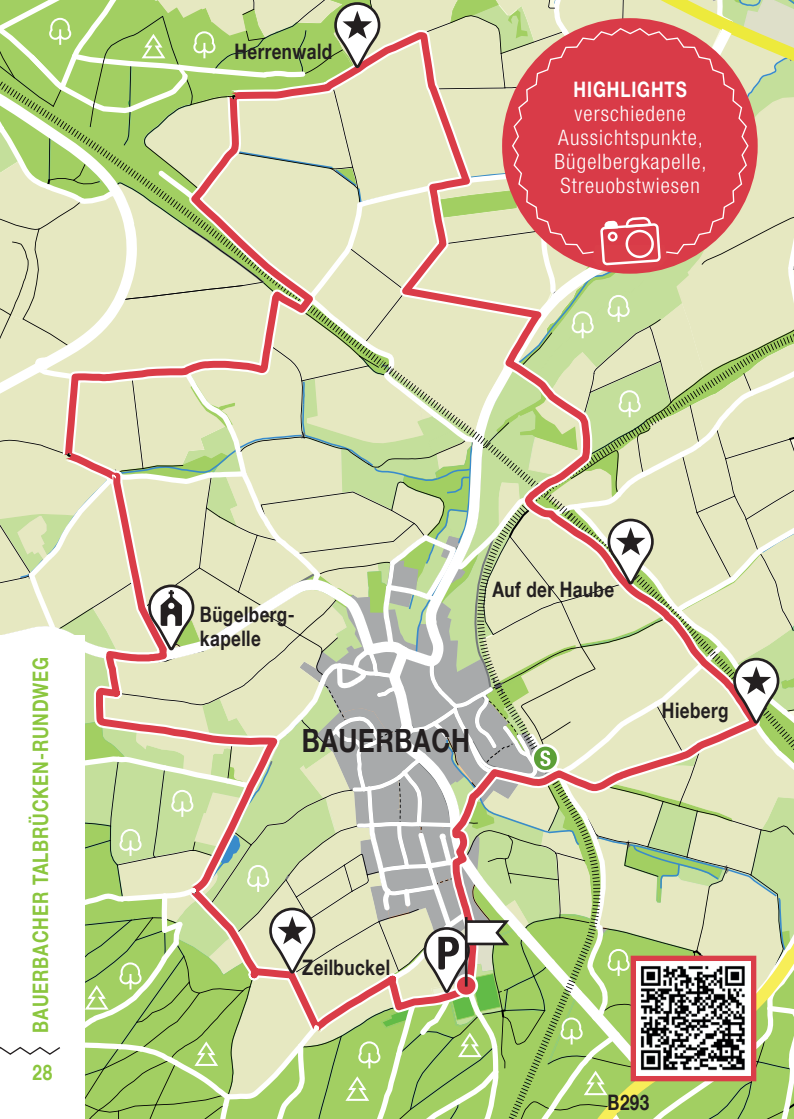 Herrenwald
HIGHLIGHTS
verschiedene
Aussichtspunkte,
Bügelbergkapelle,
Streuobstwiesen
Auf der Haube
Bügelberg-
kapelle
Hieberg
BAUERBACH
S
P
Zeilbuckel
B293
BAUERBACHER TALBRÜCKEN-RUNDWEG
28